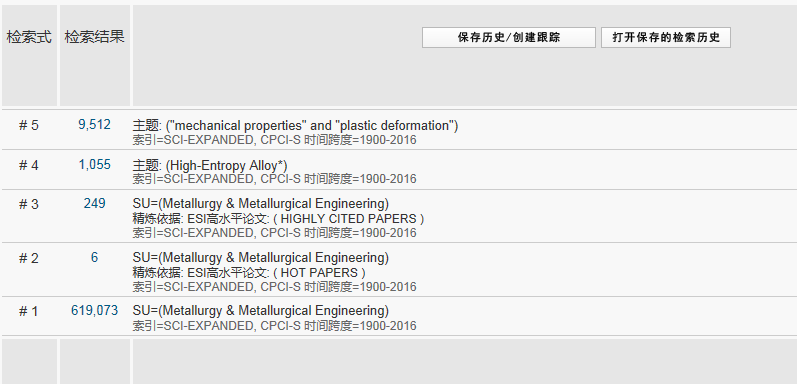 检索式 检索结果 保存历史/创建跟踪 打开保存的检索历史
# 5 9,512 主题: ("mechanical properties" and "plastic deformation")
索引=SCI-EXPANDED, CPCI-S 时间跨度=1900-2016
# 4 1,055 主题: (High-Entropy Alloy*)
索引=SCI-EXPANDED, CPCI-S 时间跨度=1900-2016
# 3 249 SU=(Metallurgy & Metallurgical Engineering)
精炼依据: ESI高水平论文: ( HIGHLY CITED PAPERS )
索引=SCI-EXPANDED, CPCI-S 时间跨度=1900-2016
# 2 6 SU=(Metallurgy & Metallurgical Engineering)
精炼依据: ESI高水平论文: ( HOT PAPERS )
索引=SCI-EXPANDED, CPCI-S 时间跨度=1900-2016
# 1 619,073 SU=(Metallurgy & Metallurgical Engineering)
索引=SCI-EXPANDED, CPCI-S 时间跨度=1900-2016